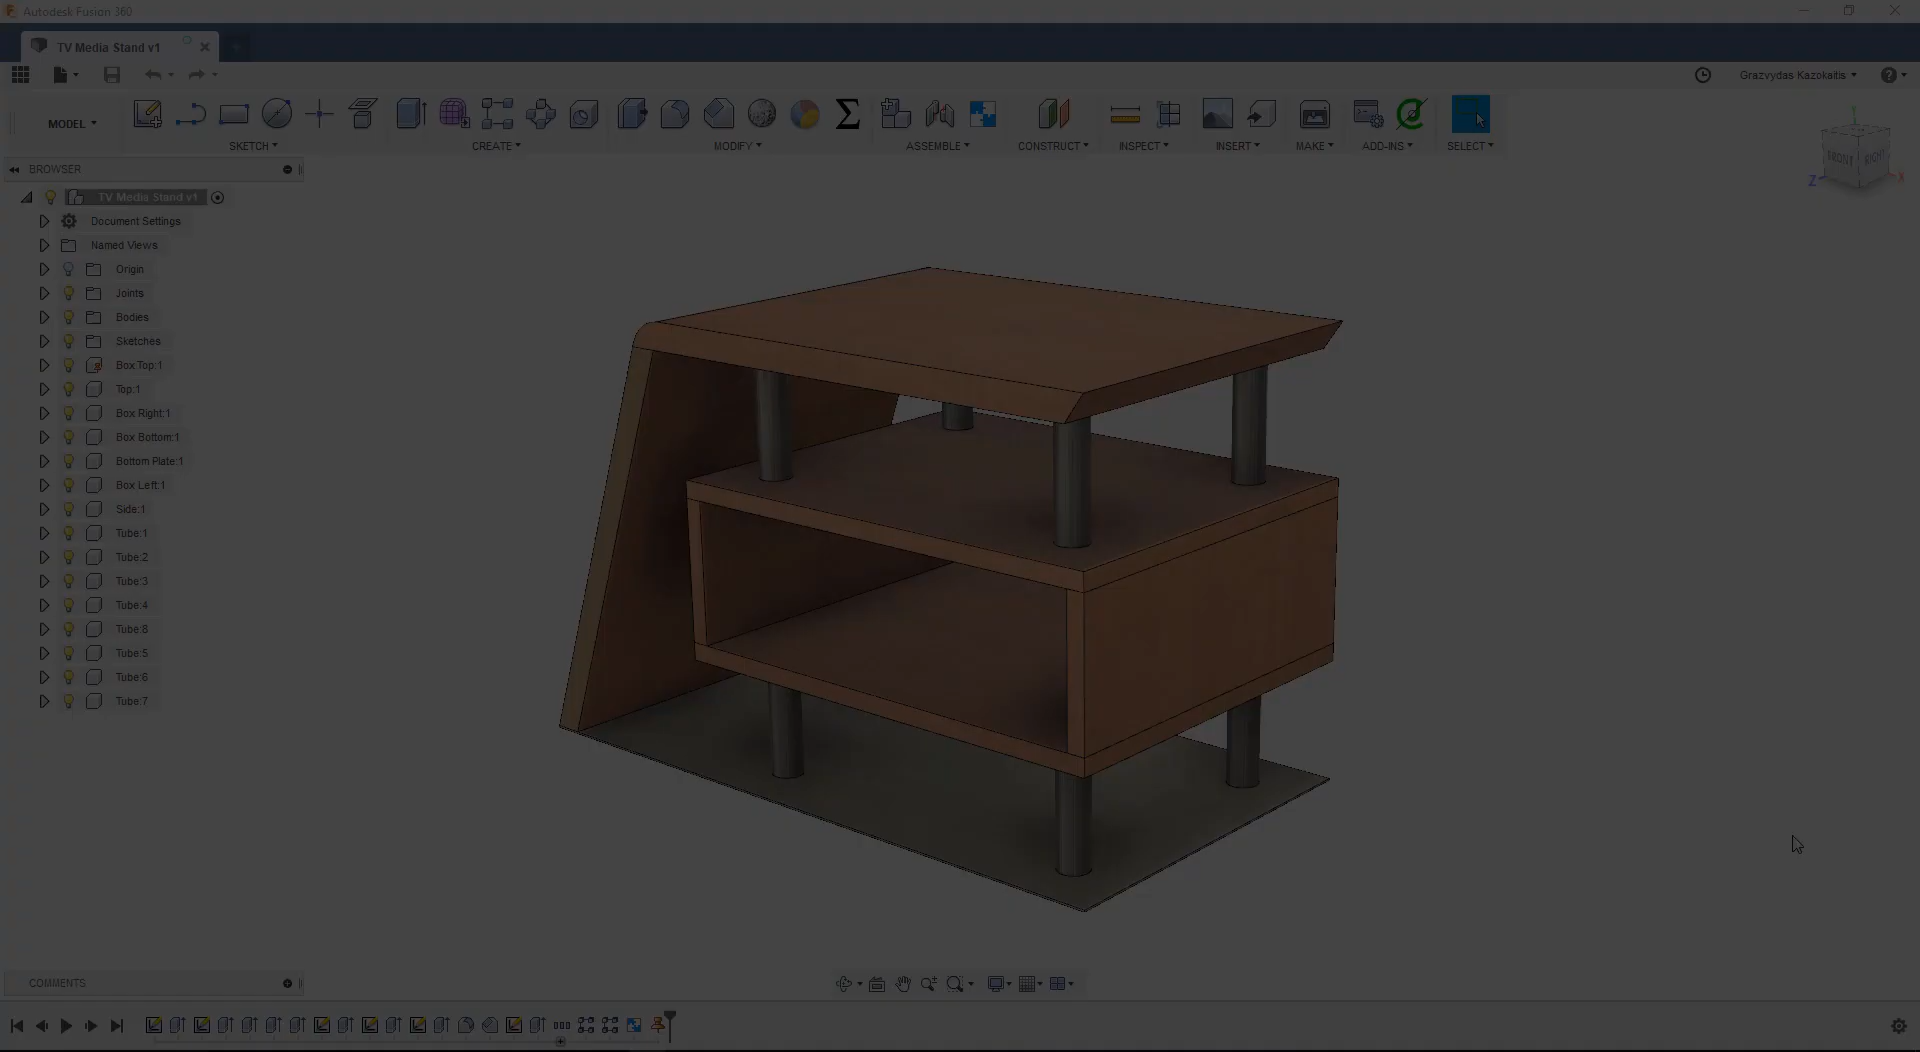 Autodesk Fusion 360
TV Media Stand v1
Grazvydas Kazokaitis
MODEL
SKETCH
CREATE
MODIFY
ASSEMBLE
CONSTRUCT
INSPECT
INSERT
MAKE
ADD-INS
SELECT
FRONT
RIGHT
Y
Z
X
BROWSER
TV Media Stand v1
Document Settings
Named Views
Origin
Joints
Bodies
Sketches
Box Top:1
Top:1
Box Right:1
Box Bottom:1
Bottom Plate:1
Box Left:1
Side:1
Tube:1
Tube:2
Tube:3
Tube:4
Tube:8
Tube:5
Tube:6
Tube:7
COMMENTS